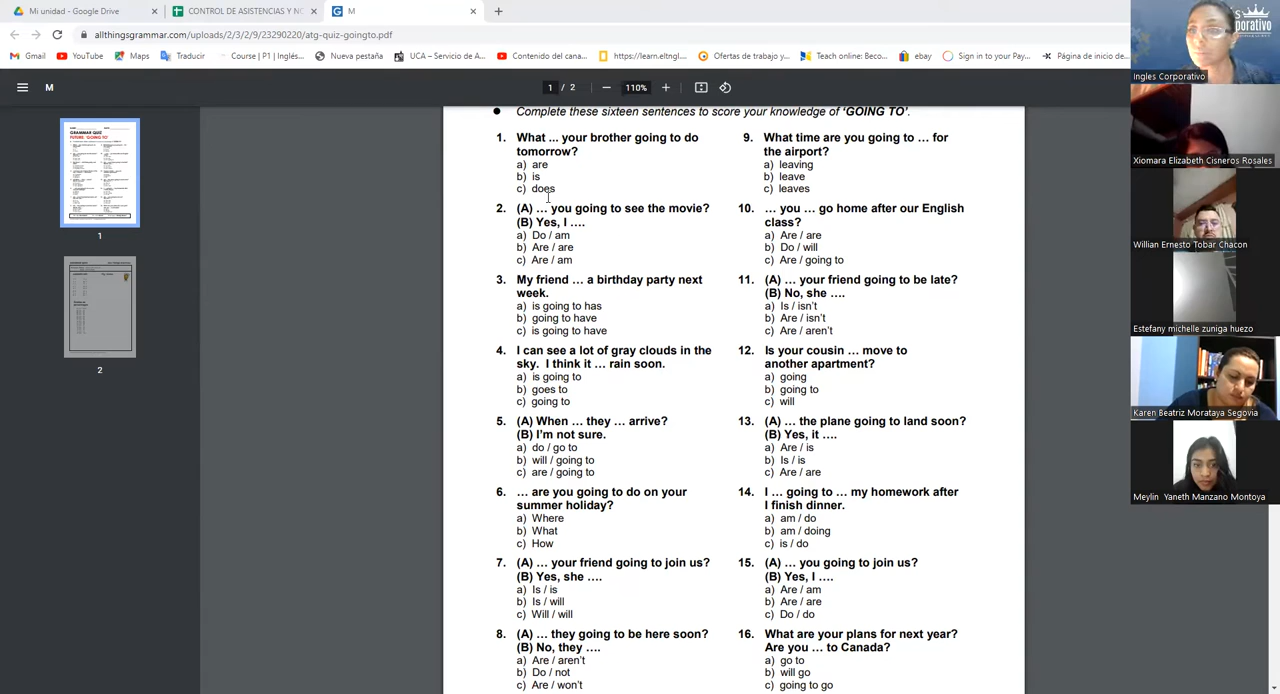 Mi unidad - Google Drive
CONTROL DE ASISTENCIAS Y NO
M
allthingsgrammar.com/uploads/2/3/2/9/23290220/atg-quiz-goingto.pdf
Gmail
YouTube
Maps
Traducir
Course | P1 | Inglés...
Nueva pestaña
UCA – Servicio de A...
Contenido del cana...
https://learn.eltngl...
Ofertas de trabajo y...
Teach online: Beco...
ebay
Sign in to your Pay...
Página de inicio de...
M
1 / 2
110%
1
2
Complete these sixteen sentences to score your knowledge of 'GOING TO'.
1. What ... your brother going to do
tomorrow?
a) are
b) is
c) does
2. (A) ... you going to see the movie?
(B) Yes, I ....
a) Do / am
b) Are / are
c) Are / am
3. My friend ... a birthday party next
week.
a) is going to has
b) going to have
c) is going to have
4. I can see a lot of gray clouds in the
sky. I think it ... rain soon.
a) is going to
b) goes to
c) going to
5. (A) When ... they ... arrive?
(B) I'm not sure.
a) do / go to
b) will / going to
c) are / going to
6. ... are you going to do on your
summer holiday?
a) Where
b) What
c) How
7. (A) ... your friend going to join us?
(B) Yes, she ....
a) Is / is
b) Is / will
c) Will / will
8. (A) ... they going to be here soon?
(B) No, they ....
a) Are / aren't
b) Do / not
c) Are / won't
9. What time are you going to ... for
the airport?
a) leaving
b) leave
c) leaves
10. ... you ... go home after our English
class?
a) Are / are
b) Do / will
c) Are / going to
11. (A) ... your friend going to be late?
(B) No, she ....
a) Is / isn't
b) Are / isn't
c) Are / aren't
12. Is your cousin ... move to
another apartment?
a) going
b) going to
c) will
13. (A) ... the plane going to land soon?
(B) Yes, it ....
a) Are / is
b) Is / is
c) Are / are
14. I ... going to ... my homework after
I finish dinner.
a) am / do
b) am / doing
c) is / do
15. (A) ... you going to join us?
(B) Yes, I ....
a) Are / am
b) Are / are
c) Do / do
16. What are your plans for next year?
Are you ... to Canada?
a) go to
b) will go
c) going to go
Ingles Corporativo
Xiomara Elizabeth Cisneros Rosales
Willian Ernesto Tobar Chacon
Estefany michelle zuniga huezo
Karen Beatriz Morataya Segovia
Meylin Yaneth Manzano Montoya